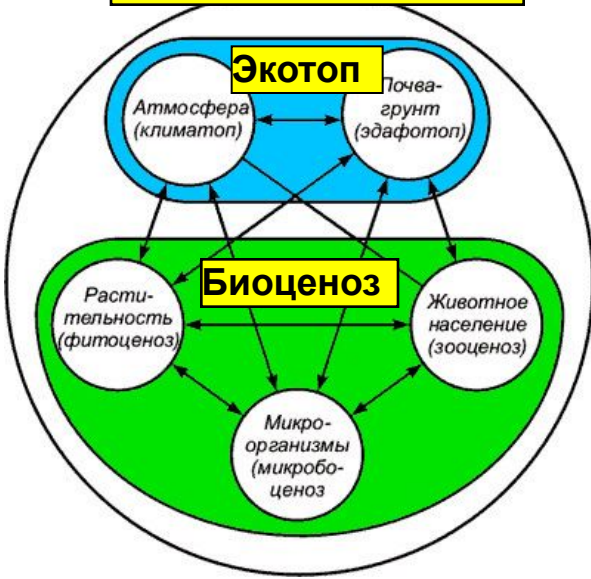 Экотоп
Атмосфера
(климатоп)
Почва-
грунт
(эдафотоп)
Биоценоз
Расти-
тельность
(фитоценоз)
Животное
население
(зооценоз)
Микро-
организмы
(микробо-
ценоз